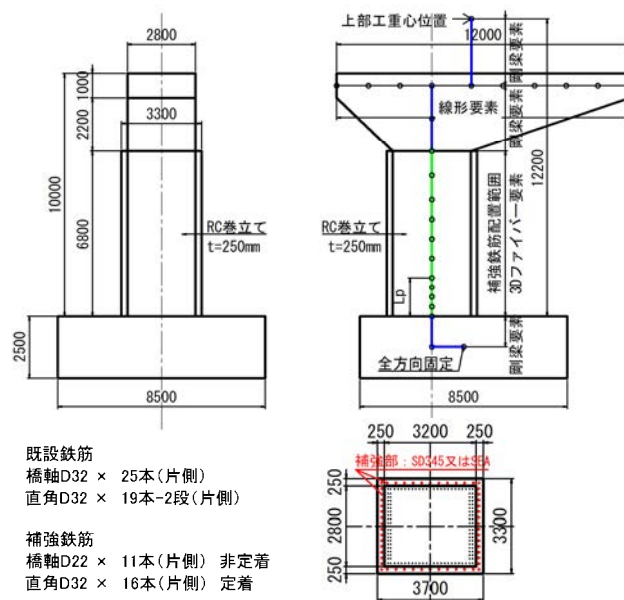 上部工重心位置
2800
12000
剛梁要素
1000
線形要素
剛梁要素
2200
3300
12200
10000
6800
RC巻立て
t=250mm
RC巻立て
t=250mm
補強鉄筋配置範囲
3Dファイバー要素
Lp
2500
剛梁要素
全方向固定
8500
8500
既設鉄筋
橋軸D32 × 25本(片側)
直角D32 × 19本-2段(片側)
補強鉄筋
橋軸D22 × 11本(片側) 非定着
直角D32 × 16本(片側) 定着
250
3200
250
補強部：SD345又はSEA
250
2800
250
3300
3700